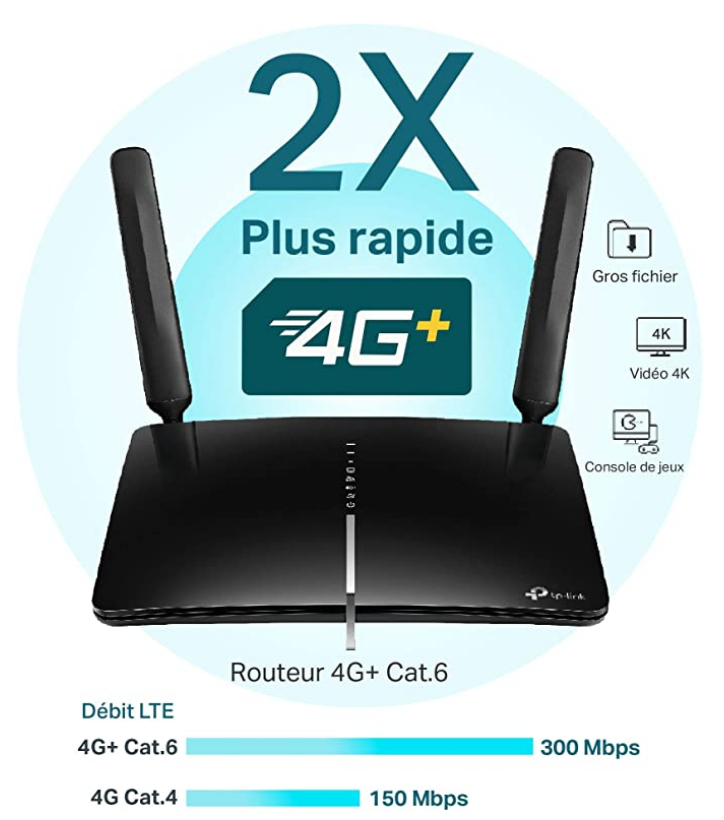 2X
Plus rapide
4G+
Gros fichier
4K
Vidéo 4K
Console de jeux
tp-link
Routeur 4G+ Cat.6
Débit LTE
4G+ Cat.6 300 Mbps
4G Cat.4 150 Mbps